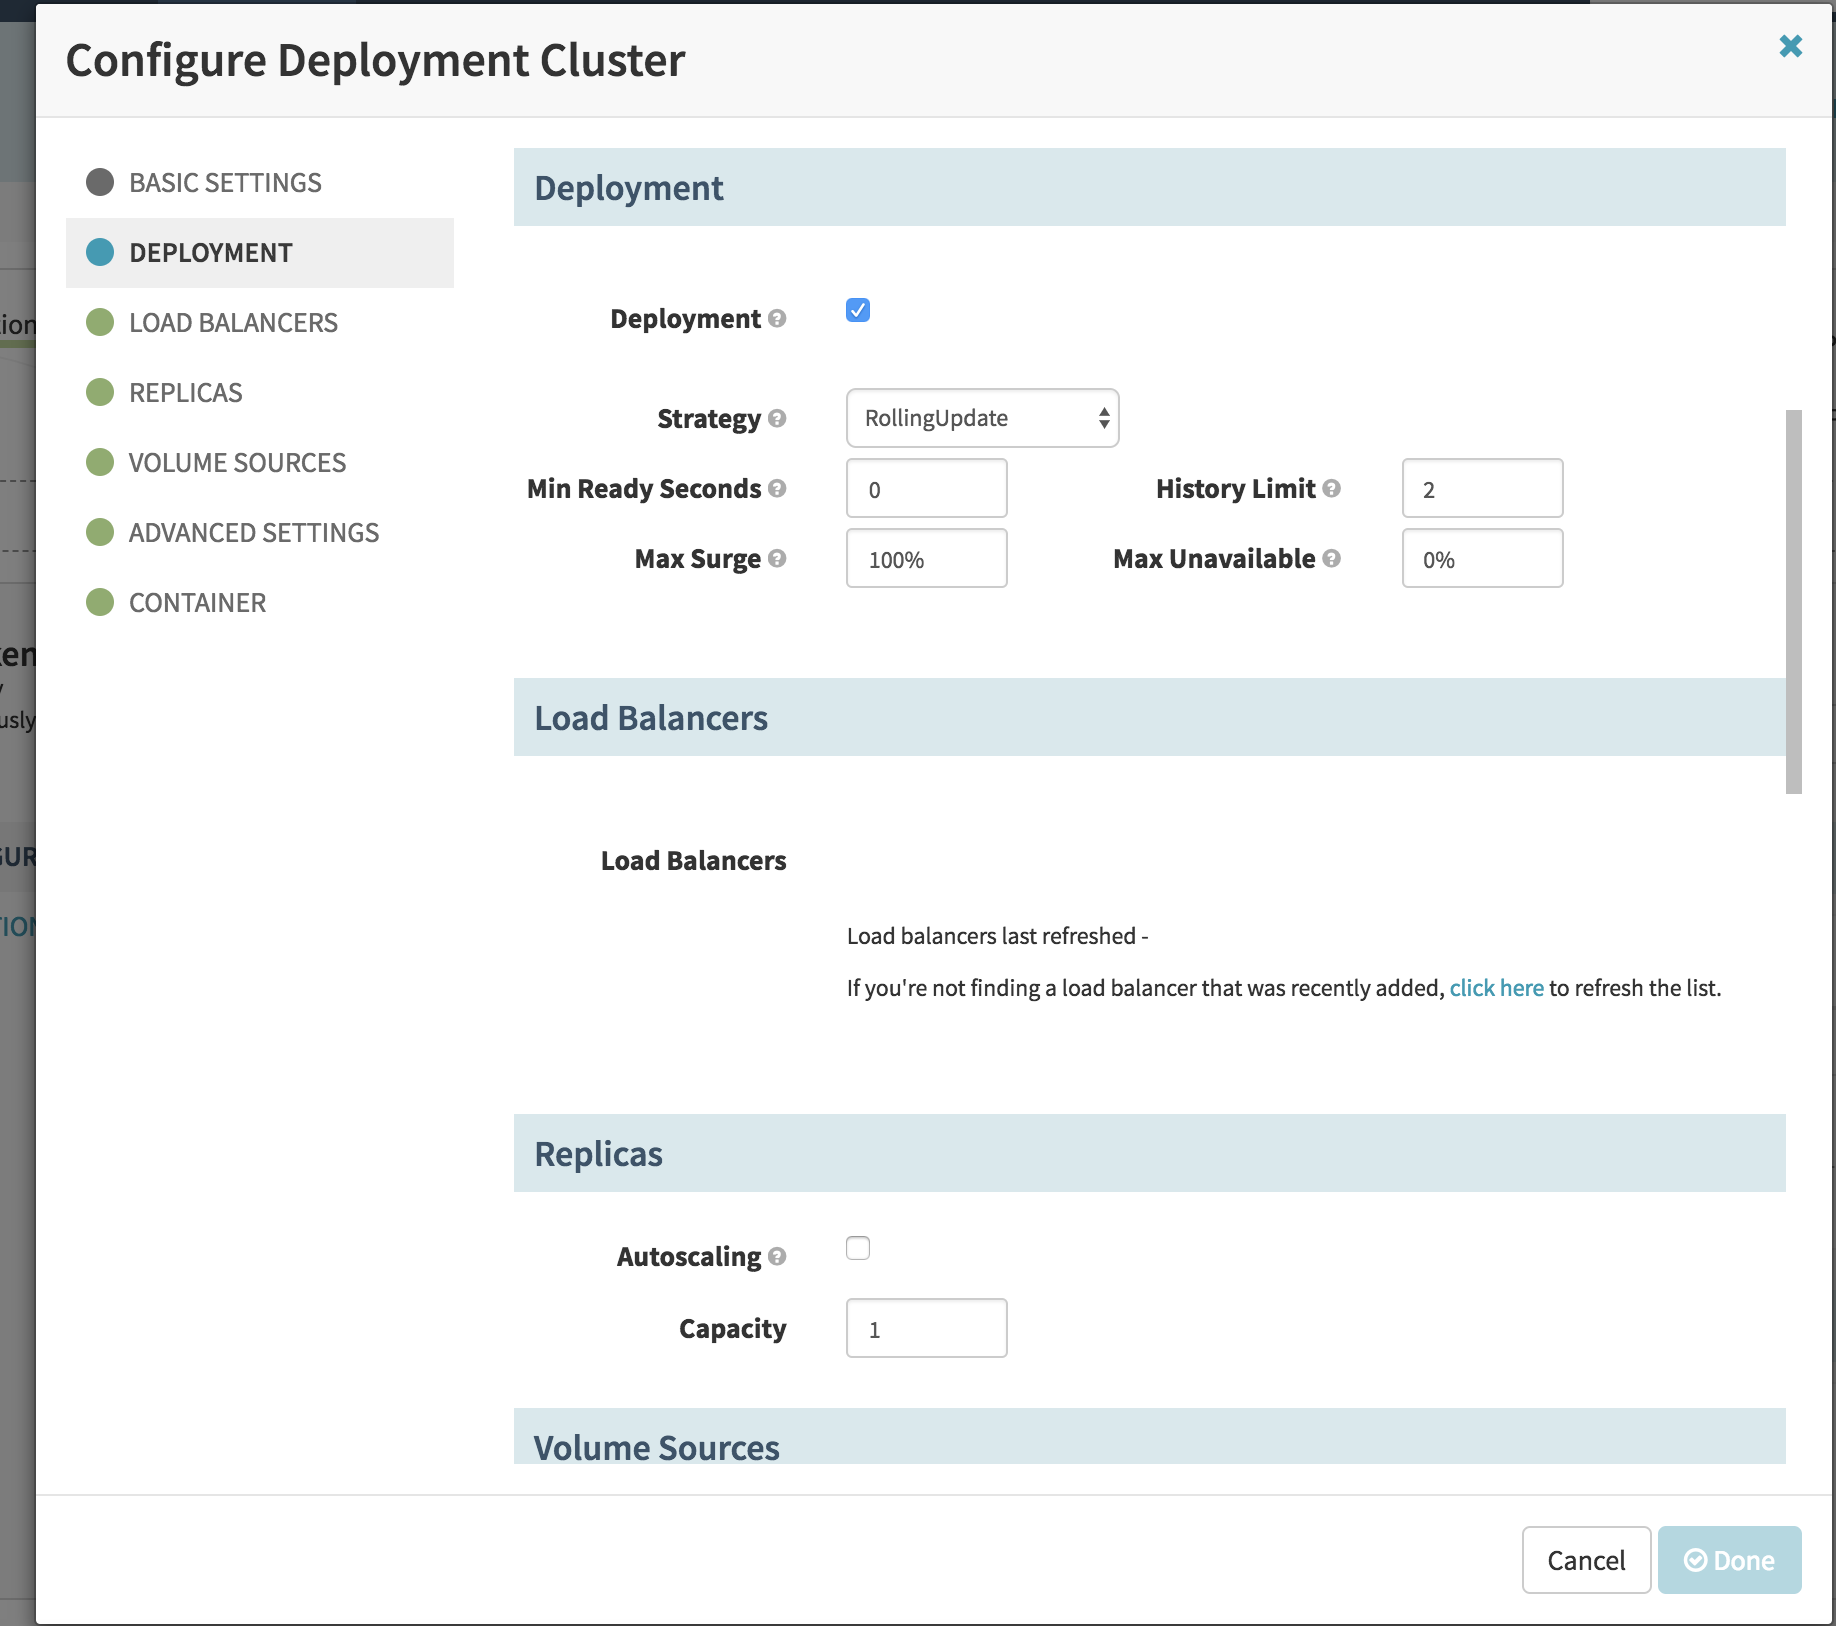 Configure Deployment Cluster
BASIC SETTINGS
DEPLOYMENT
LOAD BALANCERS
REPLICAS
VOLUME SOURCES
ADVANCED SETTINGS
CONTAINER
Deployment
Deployment
Strategy RollingUpdate
Min Ready Seconds 0 History Limit 2
Max Surge 100% Max Unavailable 0%
Load Balancers
Load Balancers
Load balancers last refreshed -
If you're not finding a load balancer that was recently added, click here to refresh the list.
Replicas
Autoscaling
Capacity 1
Volume Sources
Cancel Done